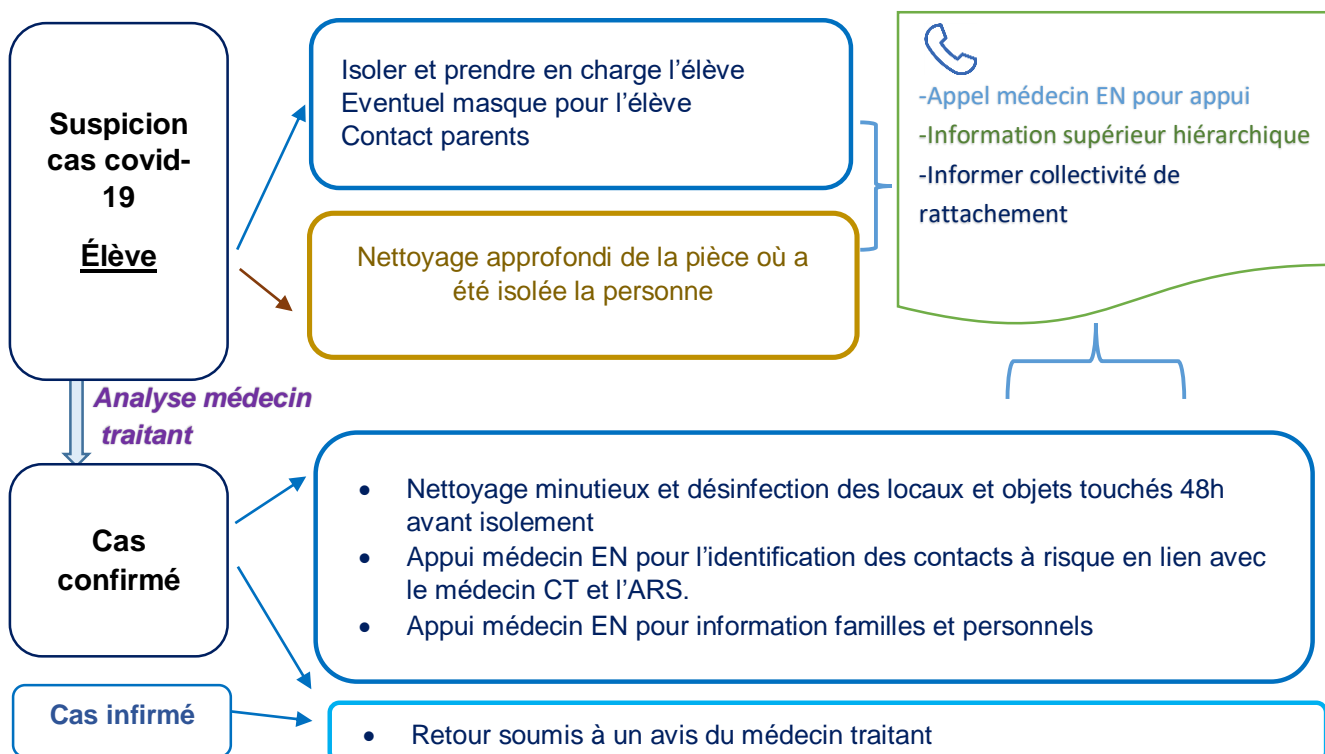 Suspicion
cas covid-
19
Élève
Isoler et prendre en charge l’élève
Eventuel masque pour l’élève
Contact parents
Nettoyage approfondi de la pièce où a
été isolée la personne
-Appel médecin EN pour appui
-Information supérieur hiérarchique
-Informer collectivité de
rattachement
Analyse médecin
traitant
Cas
confirmé
• Nettoyage minutieux et désinfection des locaux et objets touchés 48h
avant isolement
• Appui médecin EN pour l’identification des contacts à risque en lien avec
le médecin CT et l’ARS.
• Appui médecin EN pour information familles et personnels
Cas infirmé
• Retour soumis à un avis du médecin traitant